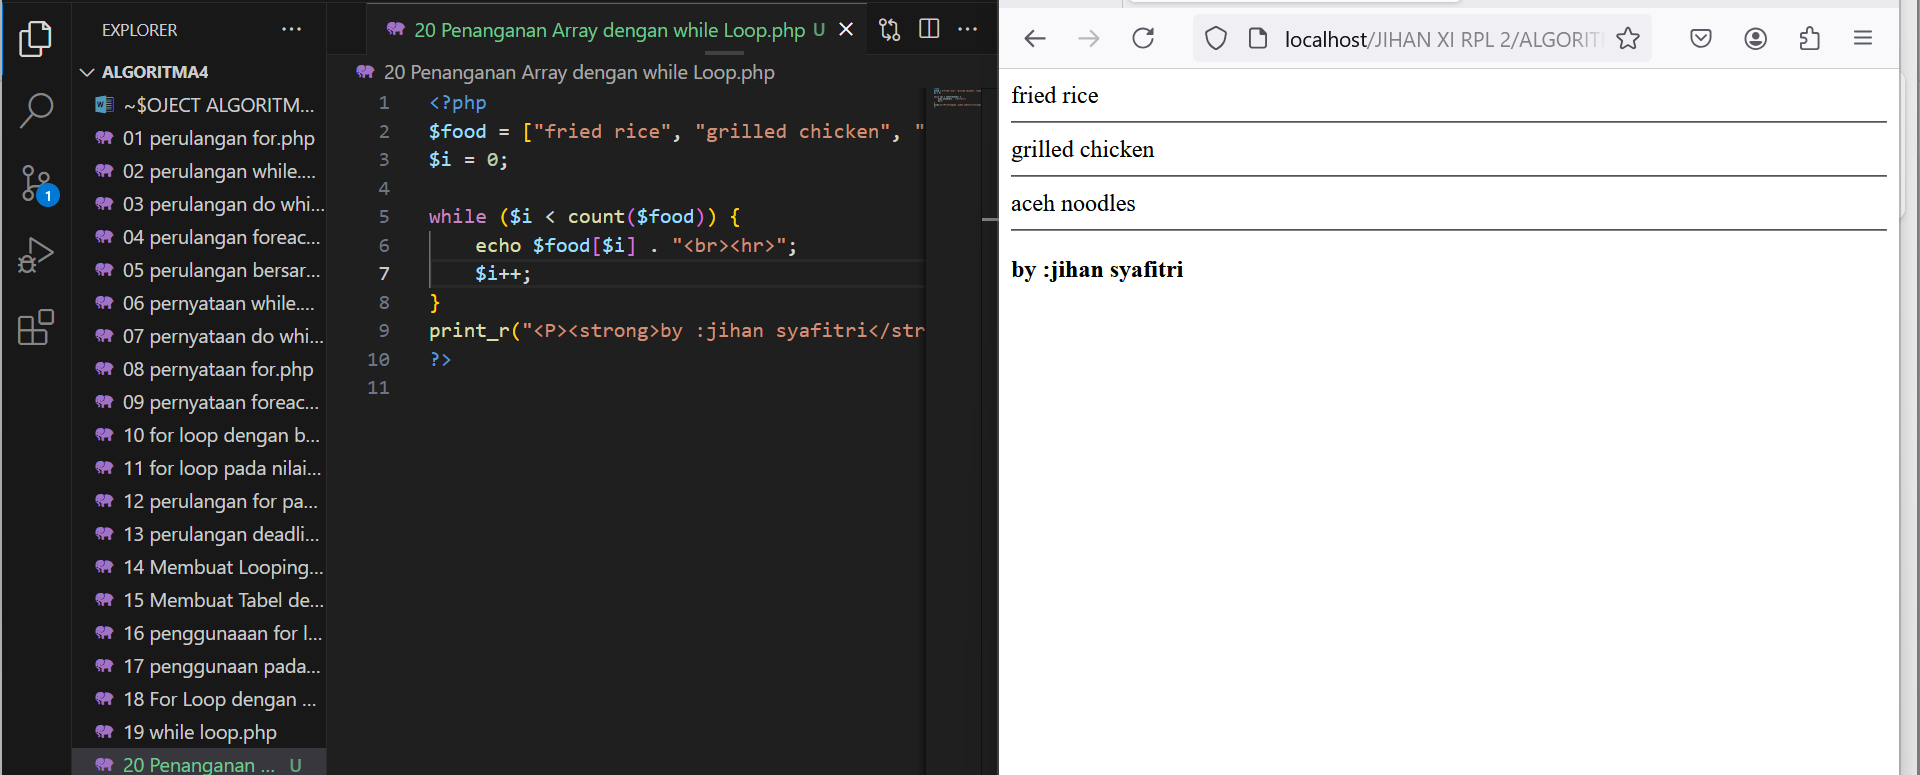 EXPLORER
ALGORITMA4
~$OJECT ALGORITM...
01 perulangan for.php
02 perulangan while....
03 perulangan do whi...
04 perulangan foreac...
05 perulangan bersar...
06 pernyataan while....
07 pernyataan do whi...
08 pernyataan for.php
09 pernyataan foreac...
10 for loop dengan b...
11 for loop pada nilai...
12 perulangan for pa...
13 perulangan deadli...
14 Membuat Looping...
15 Membuat Tabel de...
16 penggunaaan for l...
17 penggunaan pada...
18 For Loop dengan ...
19 while loop.php
20 Penanganan ... U
1
20 Penanganan Array dengan while Loop.php U
20 Penanganan Array dengan while Loop.php
1 <?php
2 $food = ["fried rice", "grilled chicken", "
3 $i = 0;
4
5 while ($i < count($food)) {
6 echo $food[$i] . "<br><hr>";
7 $i++;
8 }
9 print_r("<P><strong>by :jihan syafitri</str
10 ?>
11
localhost/JIHAN XI RPL 2/ALGORIT
fried rice
grilled chicken
aceh noodles
by :jihan syafitri